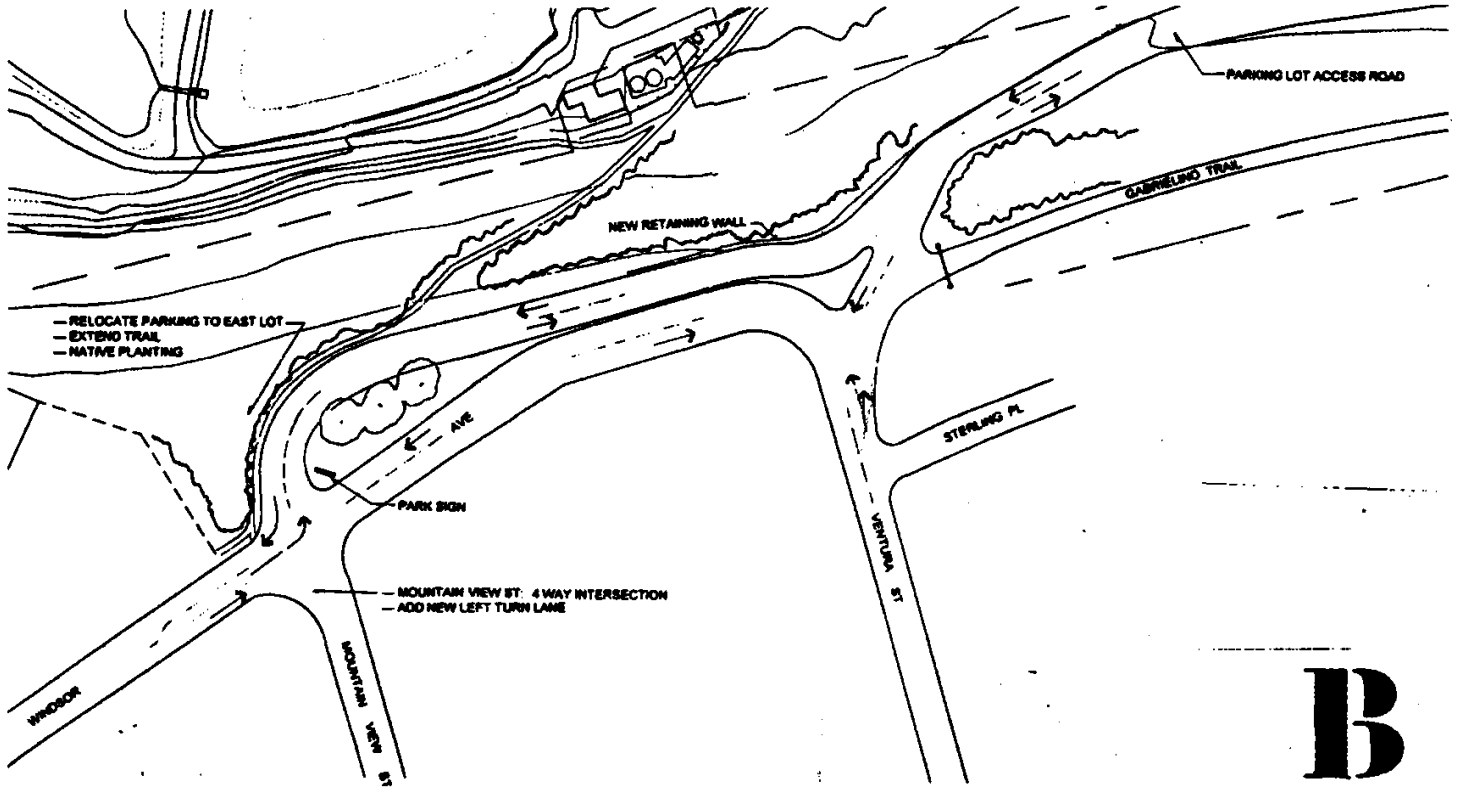 PARKING LOT ACCESS ROAD
GABRIELINO TRAIL
NEW RETAINING WALL
— RELOCATE PARKING TO EAST LOT
— EXTEND TRAIL
— NATIVE PLANTING
AVE
STERLING PL
PARK SIGN
VENTURA ST
— MOUNTAIN VIEW ST: 4 WAY INTERSECTION
— ADD NEW LEFT TURN LANE
WINDSOR
MOUNTAIN VIEW ST
B